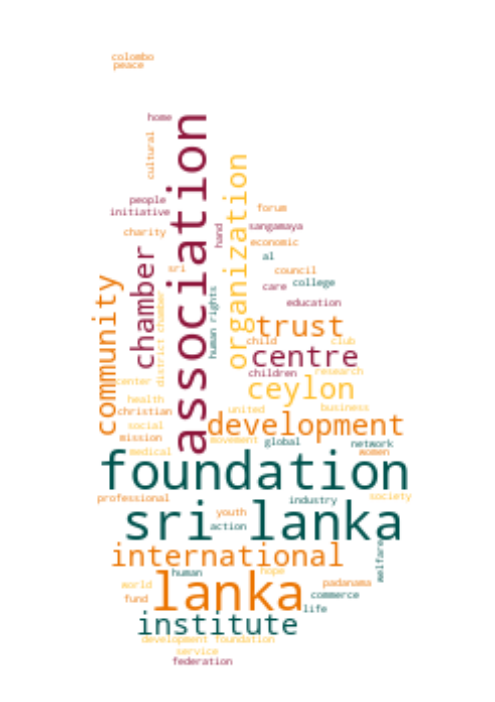 colombo
peace
home
cultural
association
people
initiative
charity
sri
hand
organization
forum
sangamaya
economic
al
council
care
college
education
chamber
district chamber
human rights
community
trust
child
club
centre
children
research
center
ceylon
health
christian
social
mission
medical
united
business
development
movement
global
network
women
foundation
professional
industry
society
youth
action
sri lanka
welfare
international
human
hope
world
fund
lanka
padanama
commerce
life
institute
development foundation
service
federation